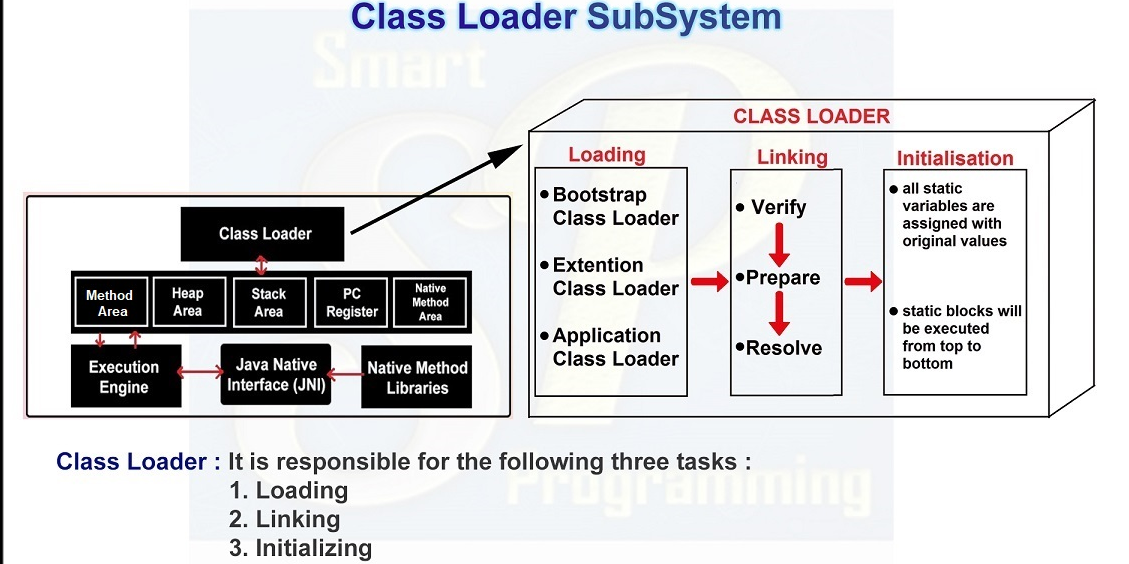 Class Loader SubSystem
Smart
SP
Programming
CLASS LOADER
Loading
Linking
Initialisation
• Bootstrap
Class Loader
• Extention
Class Loader
• Application
Class Loader
• Verify
•Prepare
•Resolve
• all static
variables are
assigned with
original values
• static blocks will
be executed
from top to
bottom
Class Loader
Method
Area
Heap
Area
Stack
Area
PC
Register
Native
Method
Area
Execution
Engine
Java Native
Interface (JNI)
Native Method
Libraries
Class Loader : It is responsible for the following three tasks :
1. Loading
2. Linking
3. Initializing